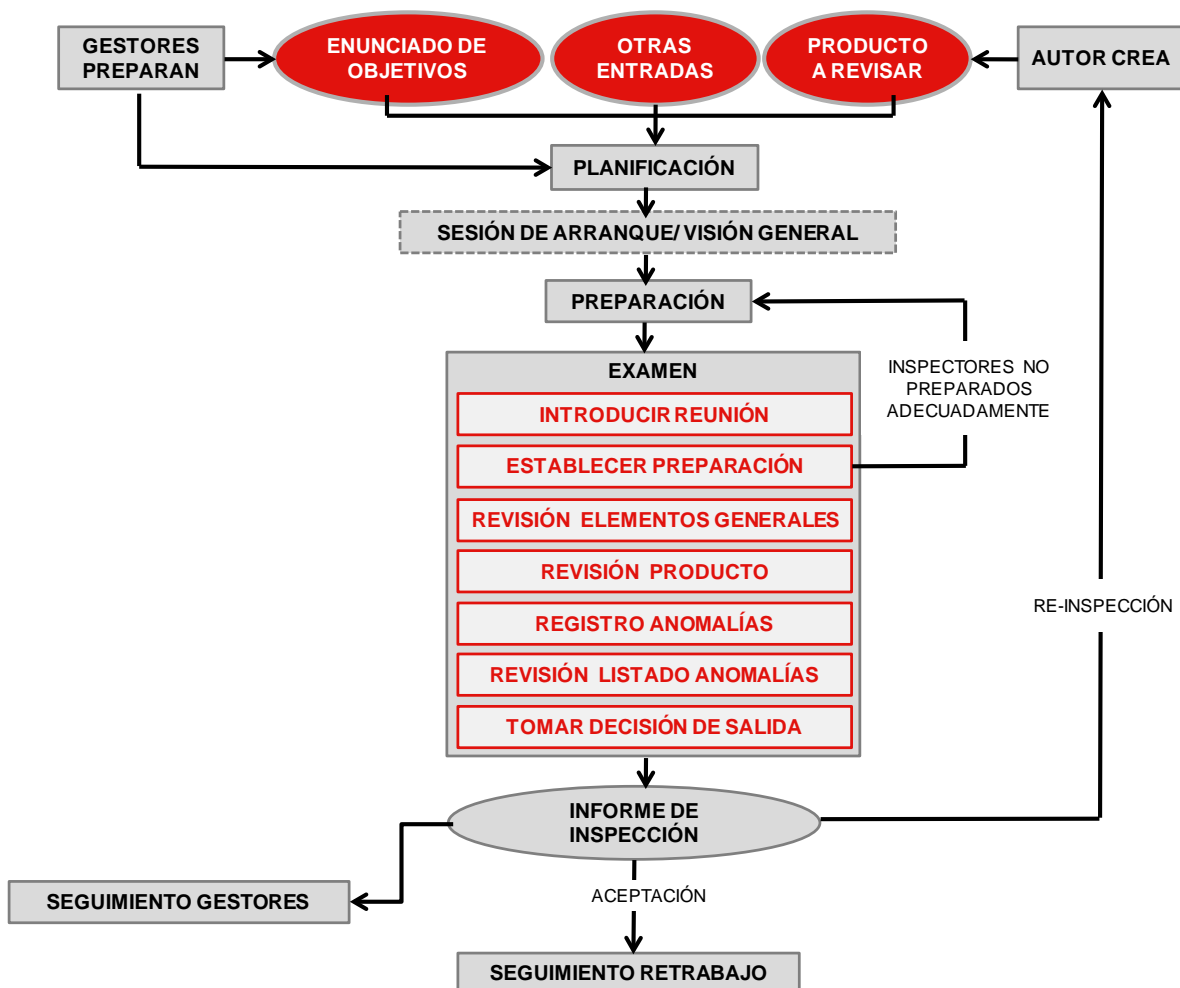 GESTORES
PREPARAN
ENUNCIADO DE
OBJETIVOS
OTRAS
ENTRADAS
PRODUCTO
A REVISAR
AUTOR CREA
PLANIFICACIÓN
SESIÓN DE ARRANQUE/ VISIÓN GENERAL
PREPARACIÓN
EXAMEN
INTRODUCIR REUNIÓN
ESTABLECER PREPARACIÓN
REVISIÓN ELEMENTOS GENERALES
REVISIÓN PRODUCTO
REGISTRO ANOMALÍAS
REVISIÓN LISTADO ANOMALÍAS
TOMAR DECISIÓN DE SALIDA
INSPECTORES NO
PREPARADOS
ADECUADAMENTE
RE-INSPECCIÓN
INFORME DE
INSPECCIÓN
SEGUIMIENTO GESTORES
ACEPTACIÓN
SEGUIMIENTO RETRABAJO